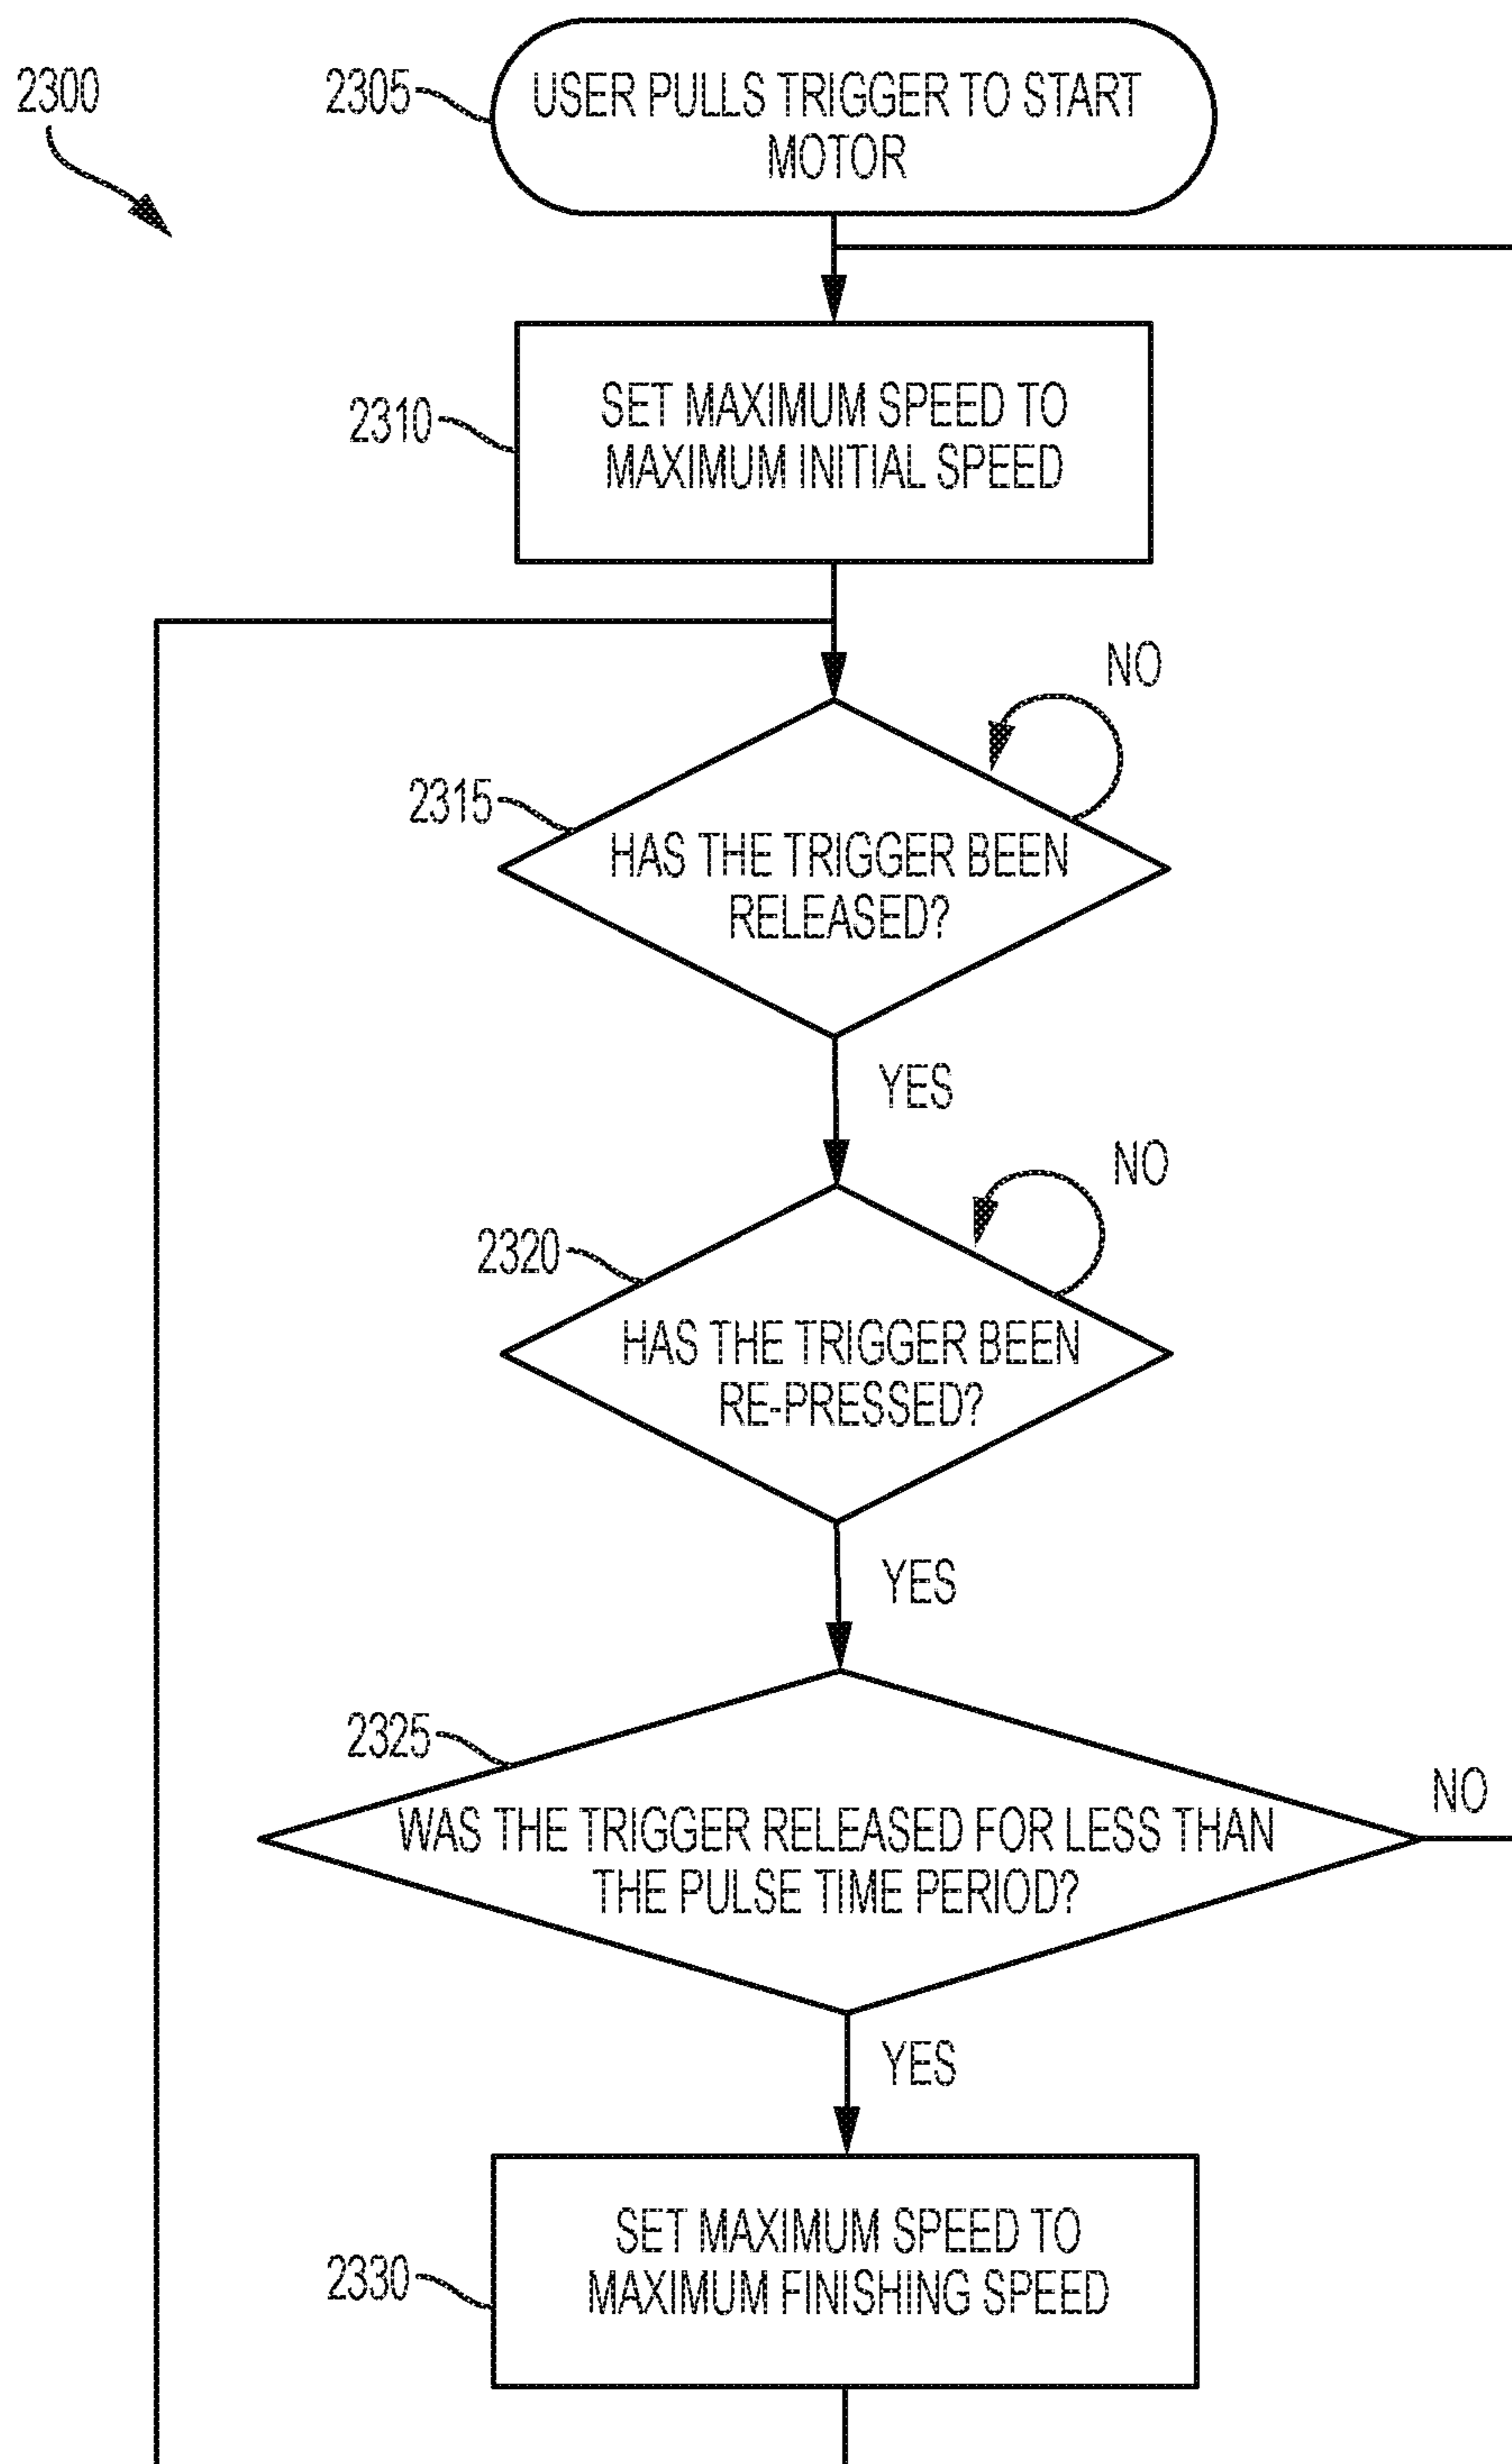 2300
2305
USER PULLS TRIGGER TO START
MOTOR
2310
SET MAXIMUM SPEED TO
MAXIMUM INITIAL SPEED
NO
2315
HAS THE TRIGGER BEEN
RELEASED?
YES
NO
2320
HAS THE TRIGGER BEEN
RE-PRESSED?
YES
2325
NO
WAS THE TRIGGER RELEASED FOR LESS THAN
THE PULSE TIME PERIOD?
YES
SET MAXIMUM SPEED TO
2330
MAXIMUM FINISHING SPEED